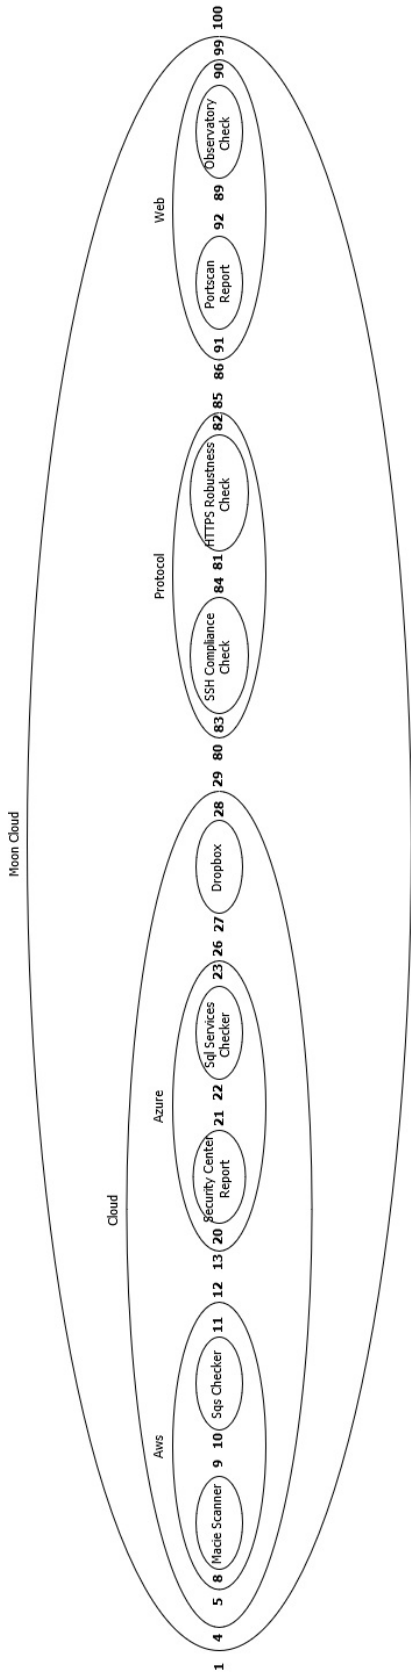 Moon Cloud
Cloud
Aws
Azure
Protocol
Web
1
4
5
8
Macie Scanner
9
10
Sqs Checker
11
12
13
20
Security Center
Report
21
22
Sql Services
Checker
23
26
27
Dropbox
28
29
80
83
SSH Compliance
Check
84
81
HTTPS Robustness
Check
82
85
86
91
Portscan
Report
92
89
Observatory
Check
90
99
100